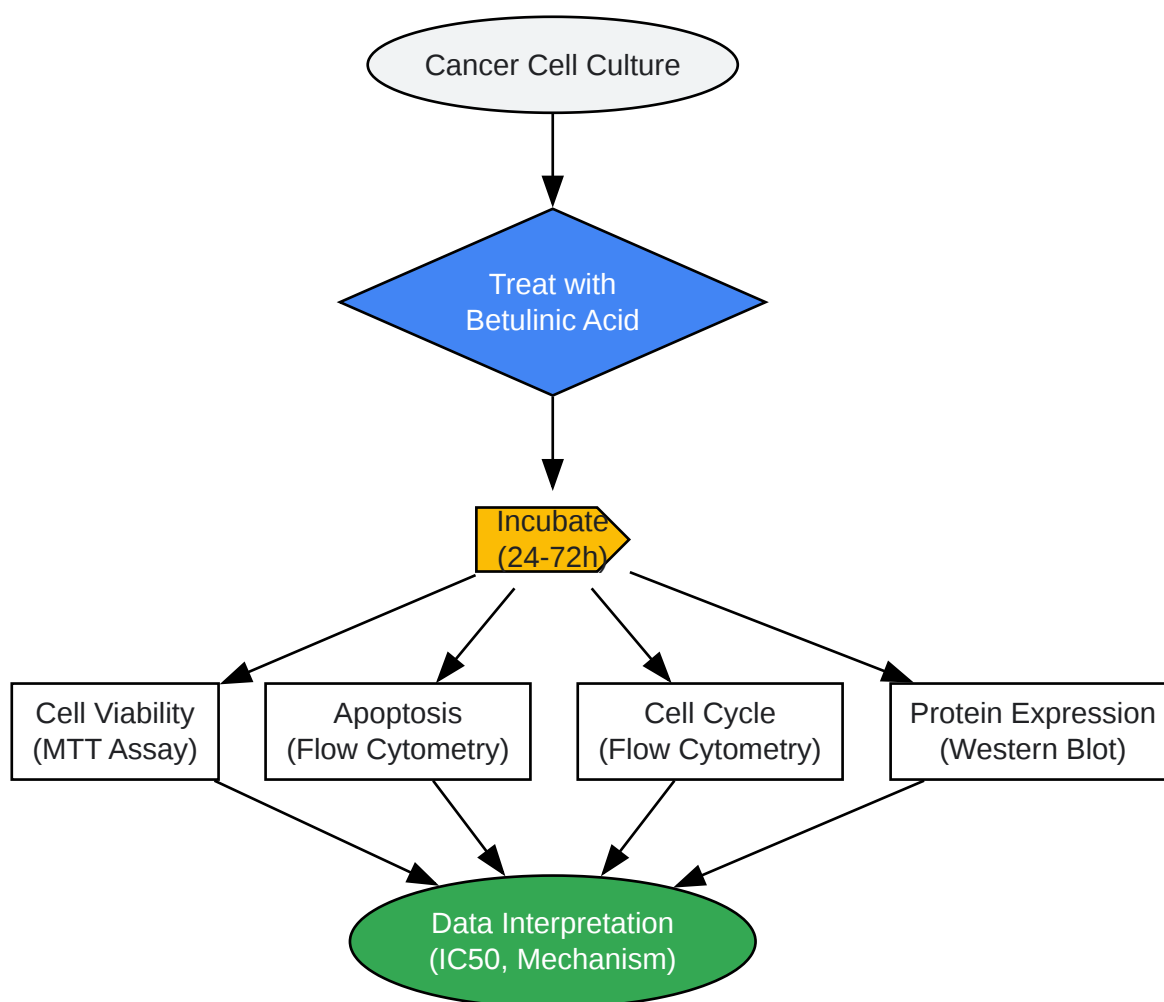 Cancer Cell Culture
Treat with
Betulinic Acid
Incubate
(24-72h)
Cell Viability
(MTT Assay)
Apoptosis
(Flow Cytometry)
Cell Cycle
(Flow Cytometry)
Protein Expression
(Western Blot)
Data Interpretation
(IC50, Mechanism)